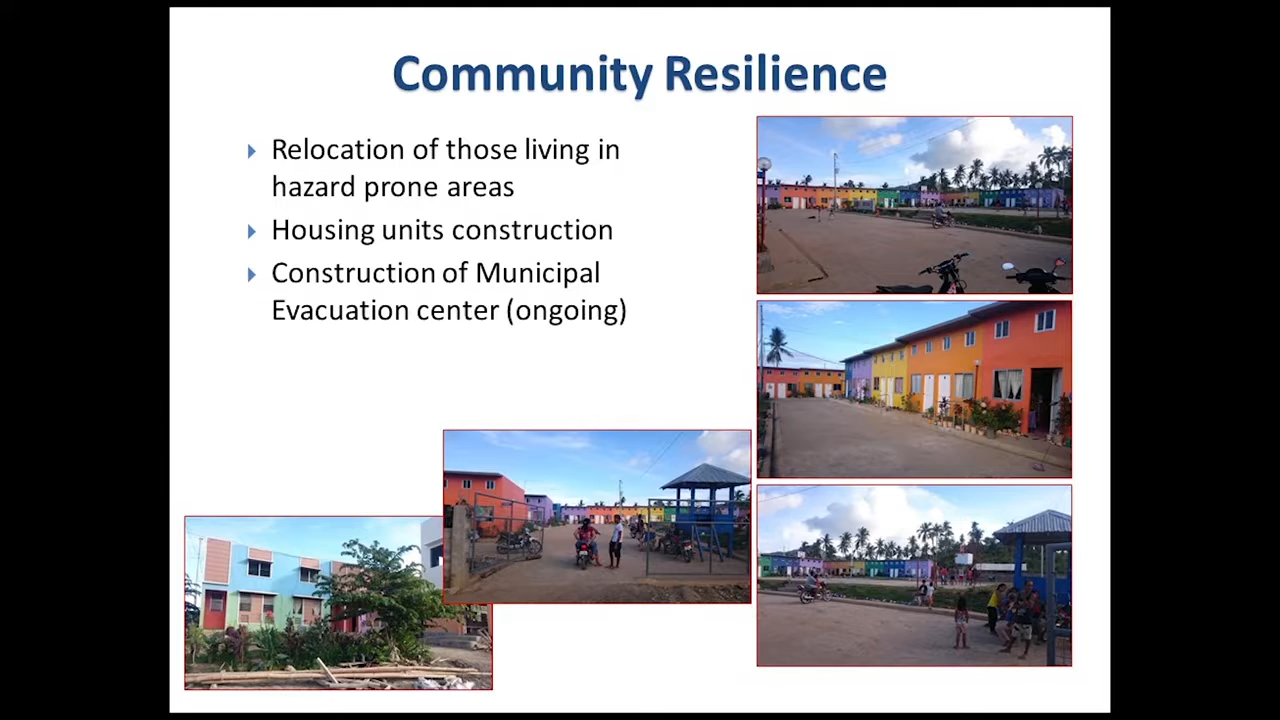 Community Resilience
Relocation of those living in
hazard prone areas
Housing units construction
Construction of Municipal
Evacuation center (ongoing)